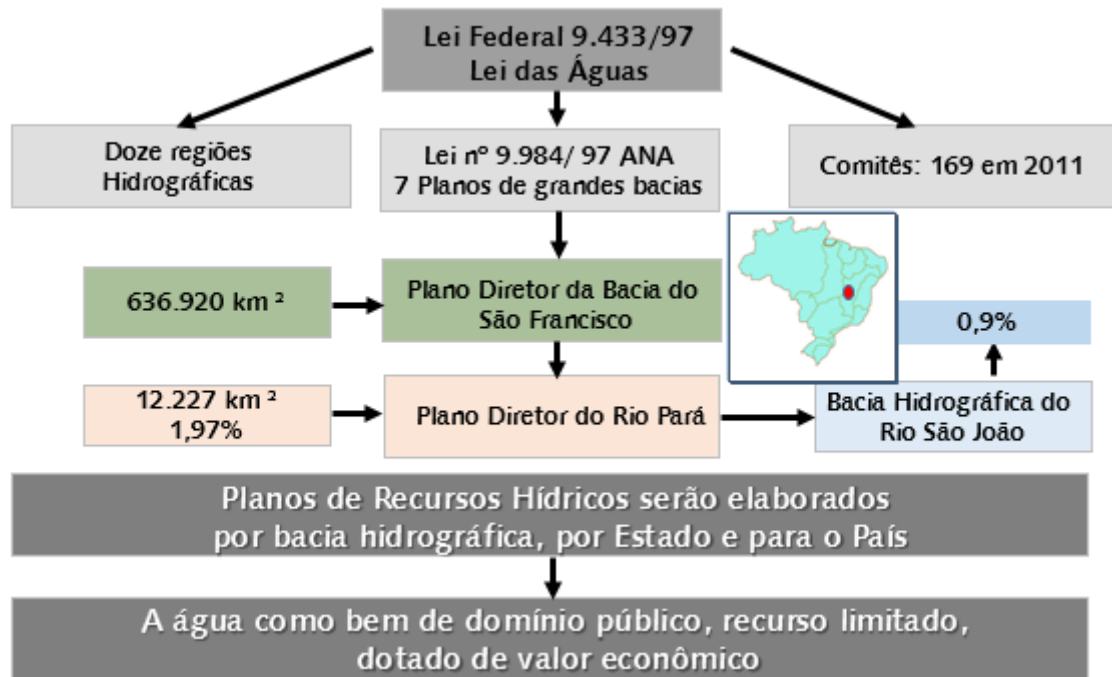 Lei Federal 9.433/97
Lei das Águas
Doze regiões
Hidrográficas
Lei nº 9.984/ 97 ANA
7 Planos de grandes bacias
Comitês: 169 em 2011
636.920 km ²
Plano Diretor da Bacia do
São Francisco
0,9%
12.227 km ²
1,97%
Plano Diretor do Rio Pará
Bacia Hidrográfica do
Rio São João
Planos de Recursos Hídricos serão elaborados
por bacia hidrográfica, por Estado e para o País
A água como bem de domínio público, recurso limitado,
dotado de valor econômico